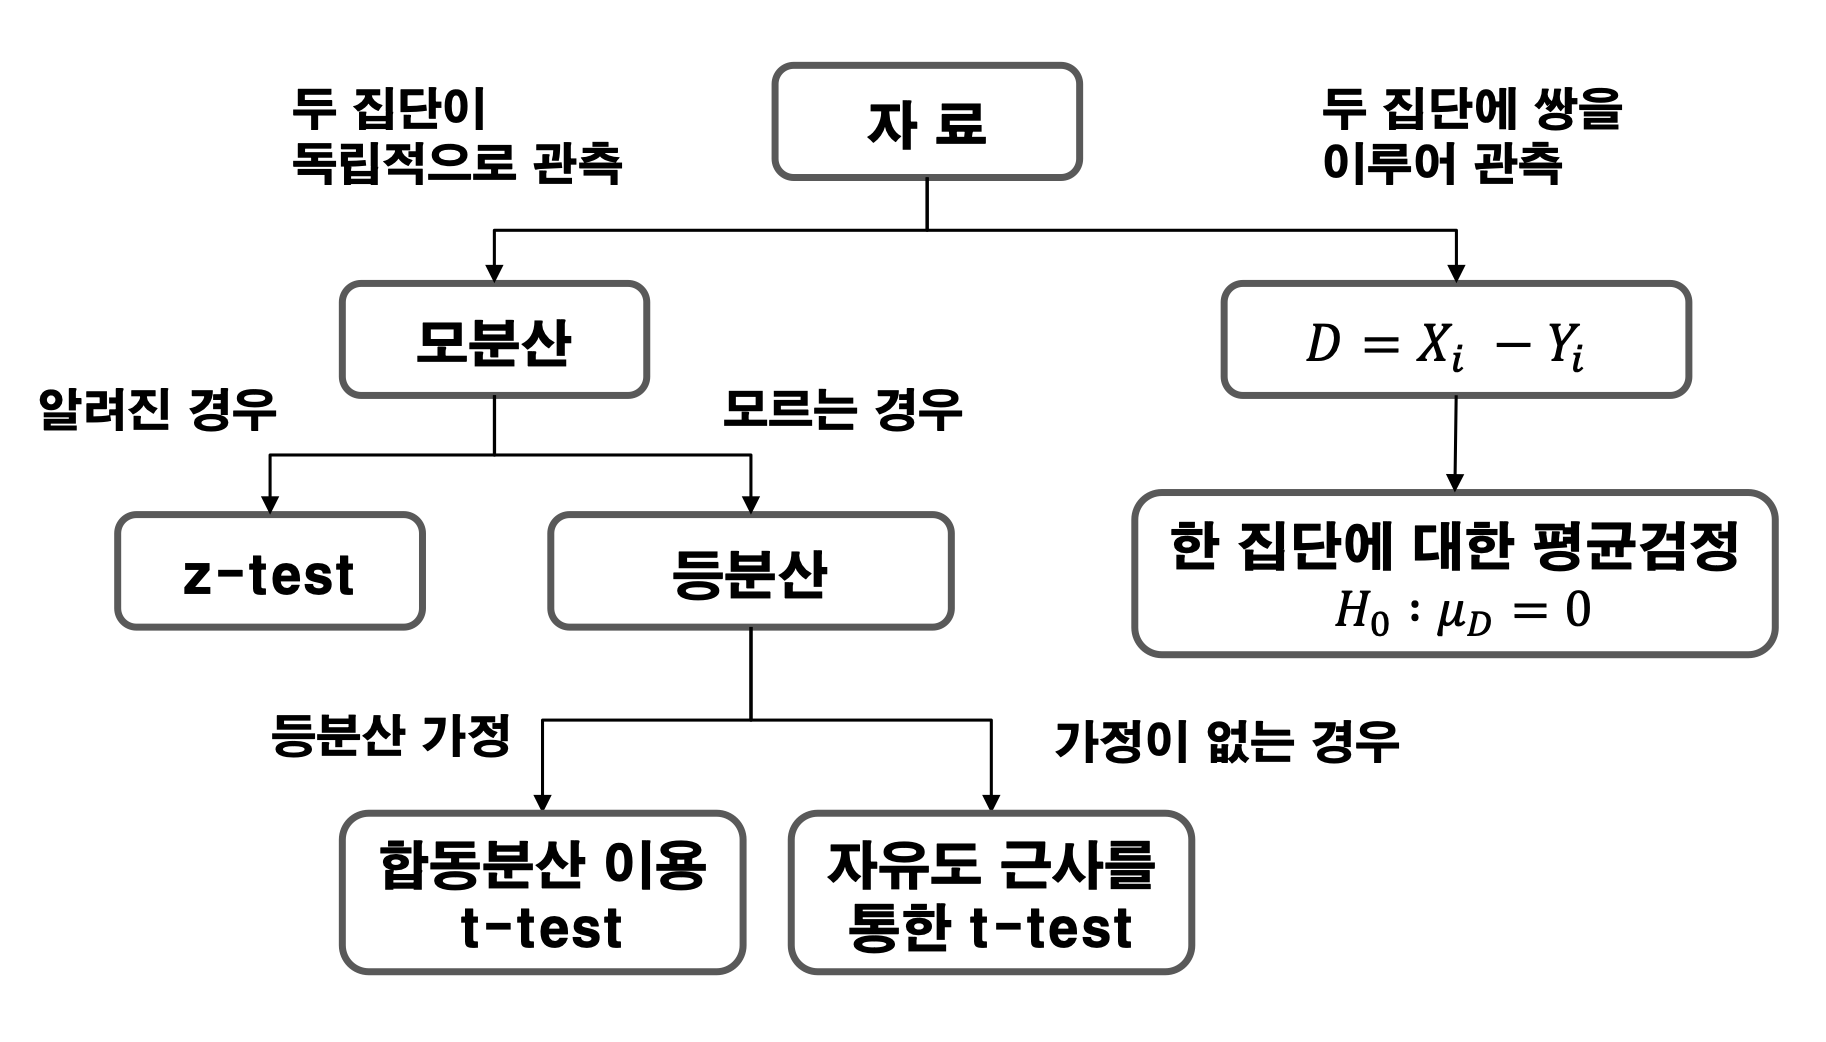 자 료
두 집단이
독립적으로 관측
두 집단에 쌍을
이루어 관측
모분산
D = Xᵢ − Yᵢ
알려진 경우
모르는 경우
z-test
등분산
한 집단에 대한 평균검정
H₀ : μ_D = 0
등분산 가정
가정이 없는 경우
합동분산 이용
t-test
자유도 근사를
통한 t-test